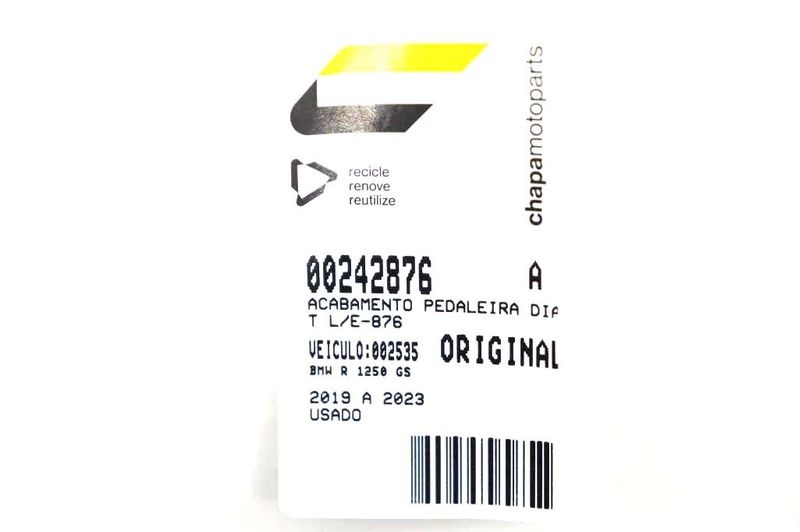 chapamotoparts
recicle
renove
reutilize
00242876 A
ACABAMENTO PEDALEIRA DIA
T L/E-876
VEICULO:002535 ORIGINAL
BMW R 1250 GS
2019 A 2023
USADO